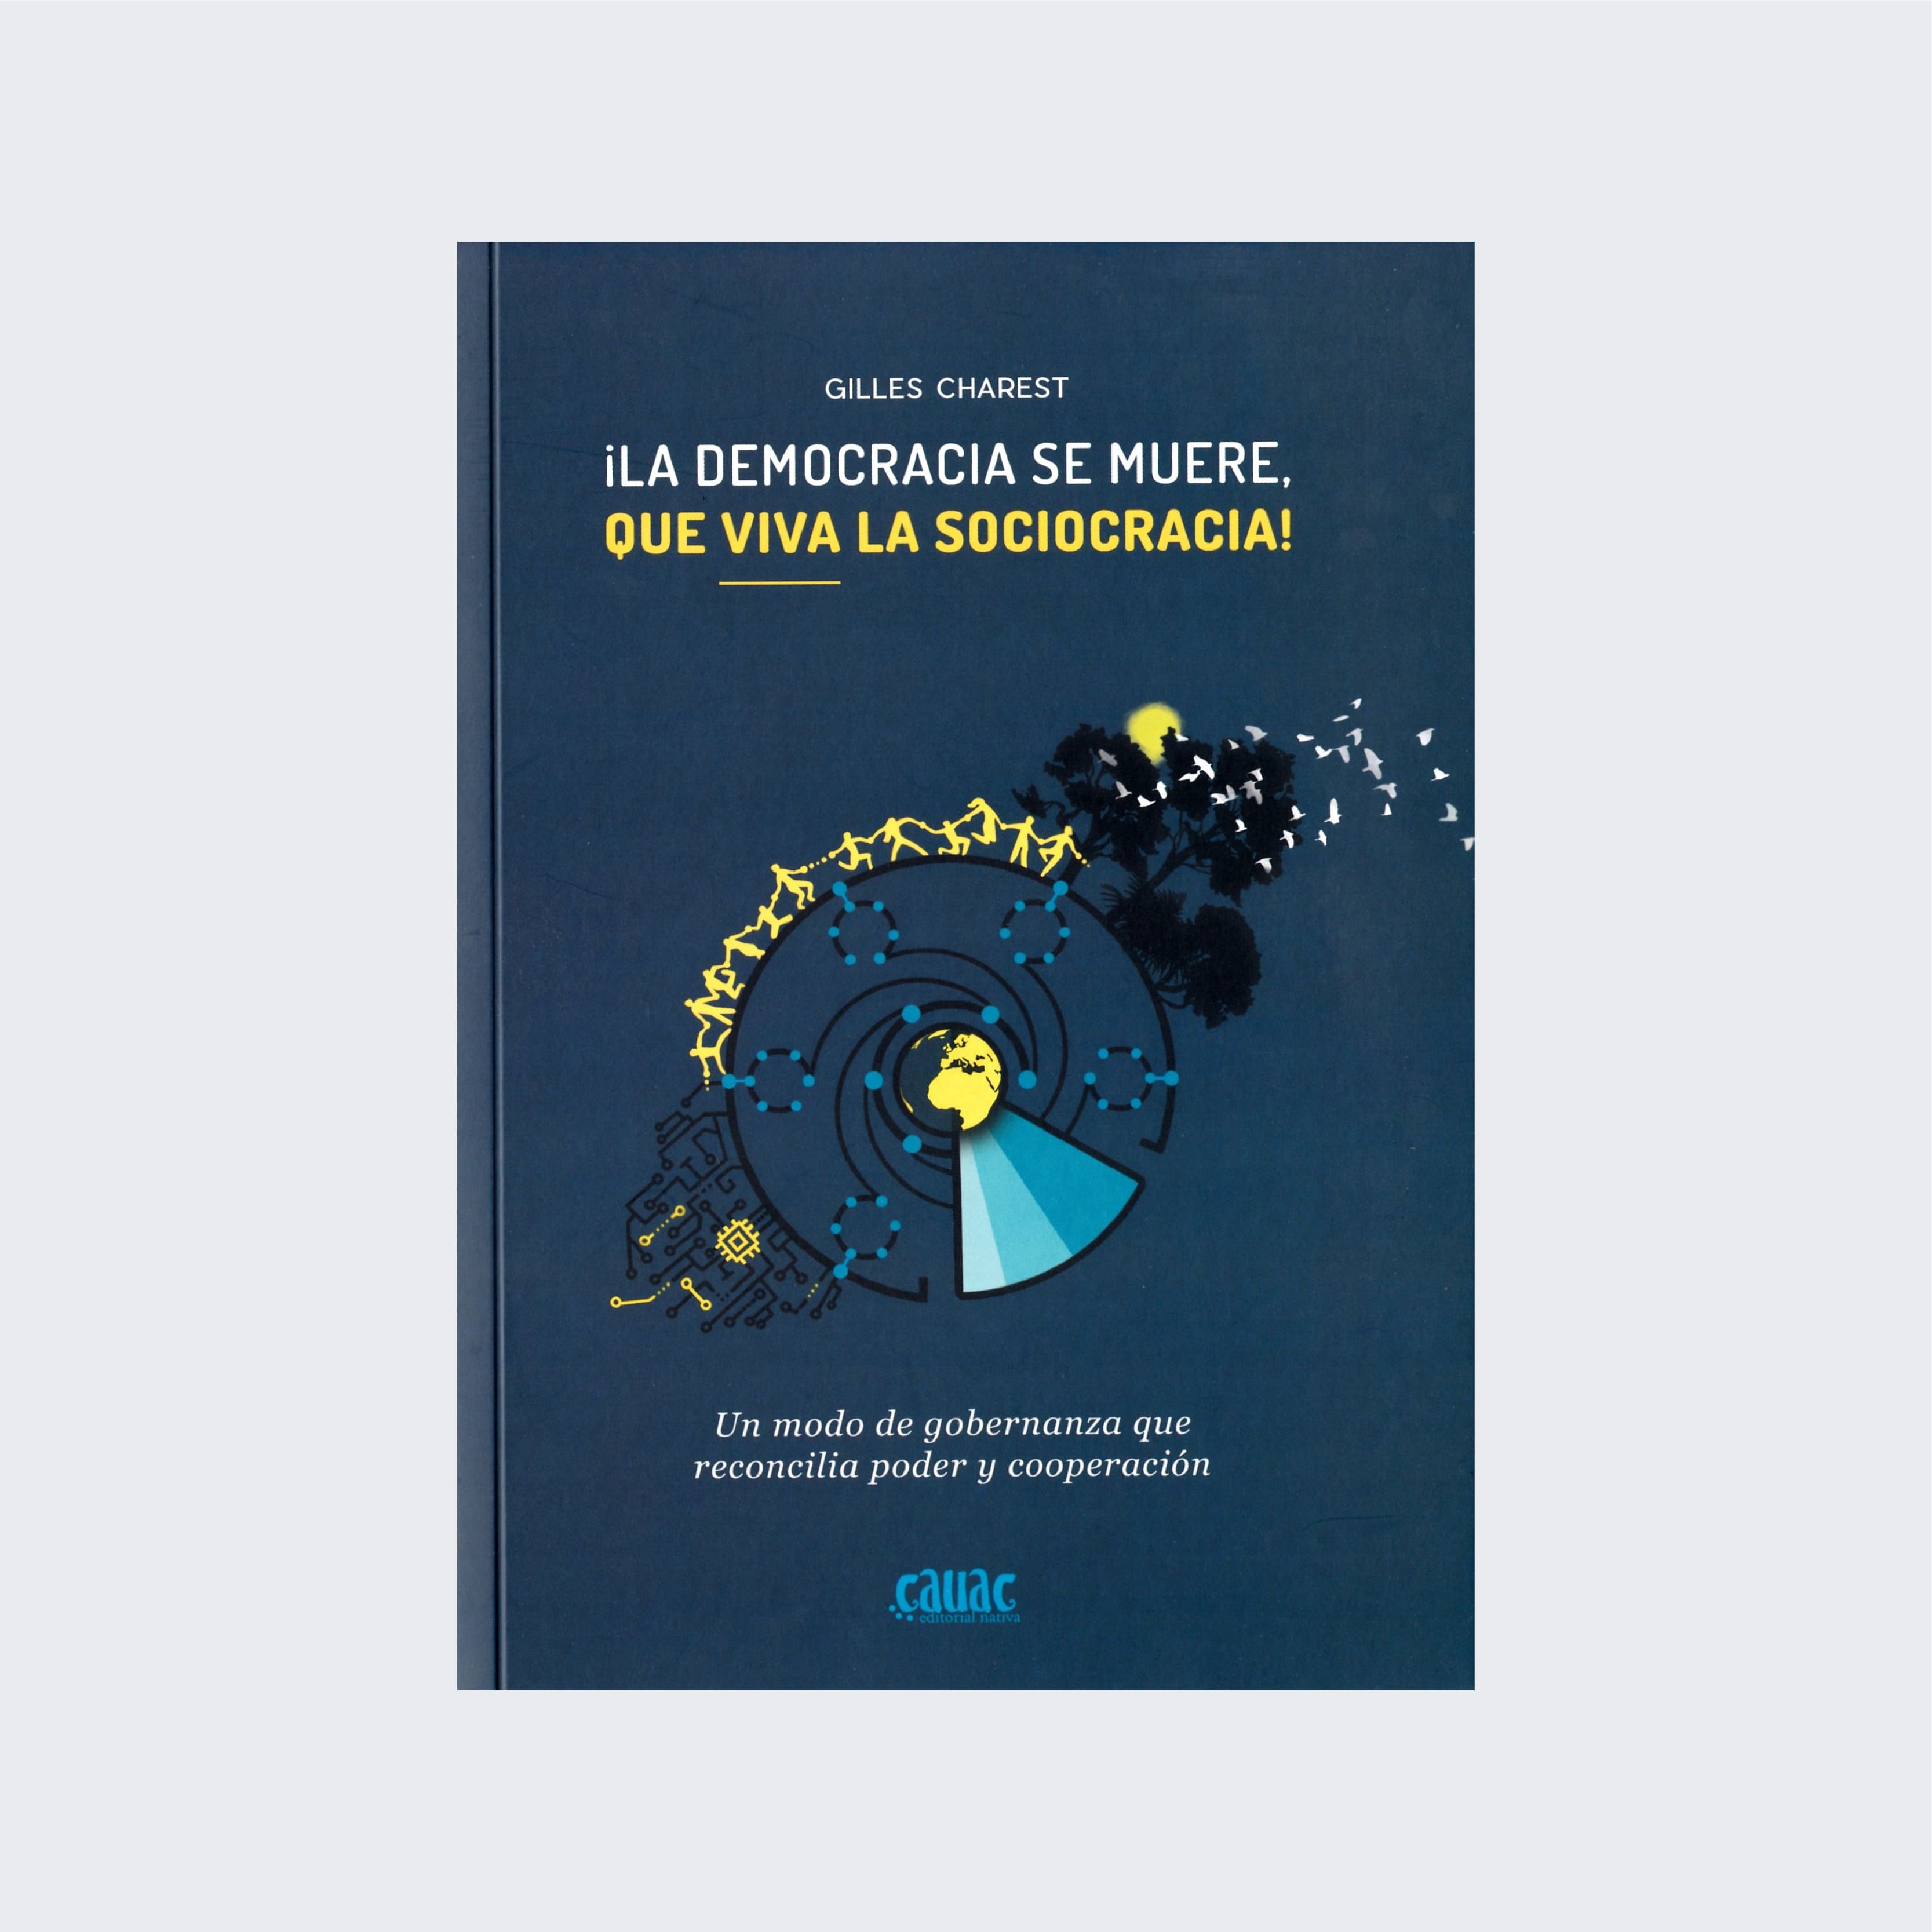 GILLES CHAREST
¡LA DEMOCRACIA SE MUERE,
QUE VIVA LA SOCIOCRACIA!
Un modo de gobernanza que
reconcilia poder y cooperación
cauac
editorial nativa